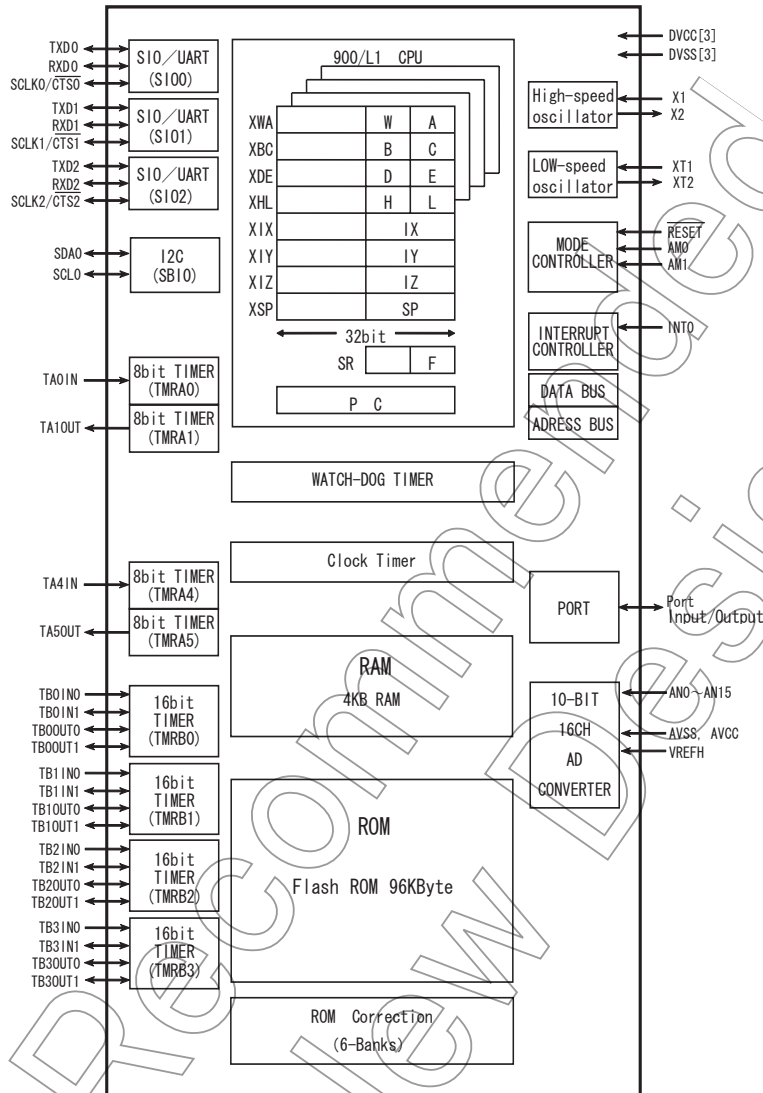 TXD0
RXD0
SCLK0/CTS0
SIO/UART
(SIO0)
TXD1
RXD1
SCLK1/CTS1
SIO/UART
(SIO1)
TXD2
RXD2
SCLK2/CTS2
SIO/UART
(SIO2)
SDA0
SCL0
I2C
(SBI0)
TA0IN
8bit TIMER
(TMRA0)
TA1OUT
8bit TIMER
(TMRA1)
TA4IN
8bit TIMER
(TMRA4)
TA5OUT
8bit TIMER
(TMRA5)
TB0IN0
TB0IN1
TB0OUT0
TB0OUT1
16bit
TIMER
(TMRB0)
TB1IN0
TB1IN1
TB1OUT0
TB1OUT1
16bit
TIMER
(TMRB1)
TB2IN0
TB2IN1
TB2OUT0
TB2OUT1
16bit
TIMER
(TMRB2)
TB3IN0
TB3IN1
TB3OUT0
TB3OUT1
16bit
TIMER
(TMRB3)
900/L1 CPU
XWA W A
XBC B C
XDE D E
XHL H L
XIX IX
XIY IY
XIZ IZ
XSP SP
32bit
SR F
P C
WATCH-DOG TIMER
Clock Timer
RAM
4KB RAM
ROM
Flash ROM 96KByte
ROM Correction
(6-Banks)
DVCC[3]
DVSS[3]
High-speed
oscillator
X1
X2
LOW-speed
oscillator
XT1
XT2
MODE
CONTROLLER
RESET
AM0
AM1
INTERRUPT
CONTROLLER
INT0
DATA BUS
ADRESS BUS
PORT
Port
Input/Output
10-BIT
16CH
AD
CONVERTER
AN0～AN15
AVSS, AVCC
VREFH
Recommended